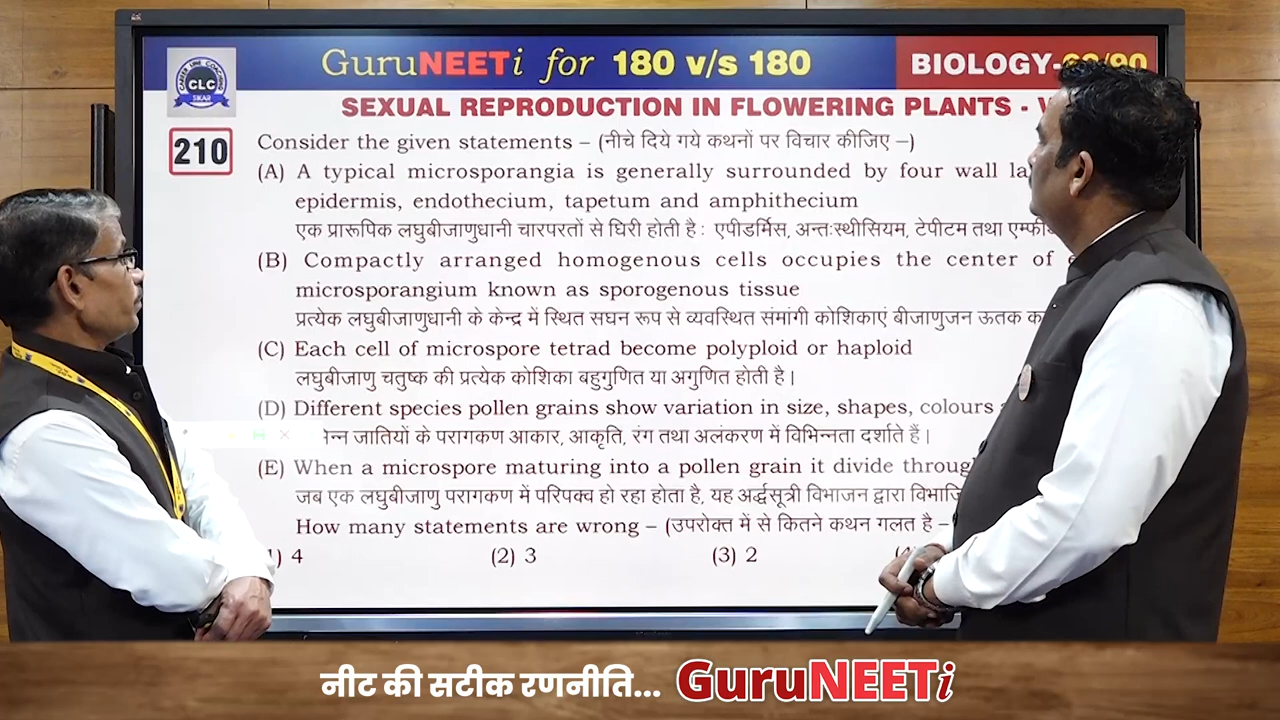 GuruNEETi for 180 v/s 180
BIOLOGY-
CLC
SIKAR
SEXUAL REPRODUCTION IN FLOWERING PLANTS -
210
Consider the given statements – (नीचे दिये गये कथनों पर विचार कीजिए –)
(A) A typical microsporangia is generally surrounded by four wall
epidermis, endothecium, tapetum and amphithecium
एक प्रारूपिक लघुबीजाणुधानी चारपरतों से घिरी होती है : एपीडर्मिस, अन्तःस्थीसियम, टेपीटम तथा
(B) Compactly arranged homogenous cells occupies the center of
microsporangium known as sporogenous tissue
प्रत्येक लघुबीजाणुधानी के केन्द्र में स्थित सघन रूप से व्यवस्थित संमांगी कोशिकाएं बीजाणुजन ऊतक
(C) Each cell of microspore tetrad become polyploid or haploid
लघुबीजाणु चतुष्क की प्रत्येक कोशिका बहुगुणित या अगुणित होती है।
(D) Different species pollen grains show variation in size, shapes, colours
जातियों के परागकण आकार, आकृति, रंग तथा अलंकरण में विभिन्नता दर्शाते हैं।
(E) When a microspore maturing into a pollen grain it divide
जब एक लघुबीजाणु परागकण में परिपक्व हो रहा होता है, यह अर्द्धसूत्री विभाजन द्वारा
How many statements are wrong – (उपरोक्त में से कितने कथन गलत है –
4 (2) 3 (3) 2
नीट की सटीक रणनीति... GuruNEETi